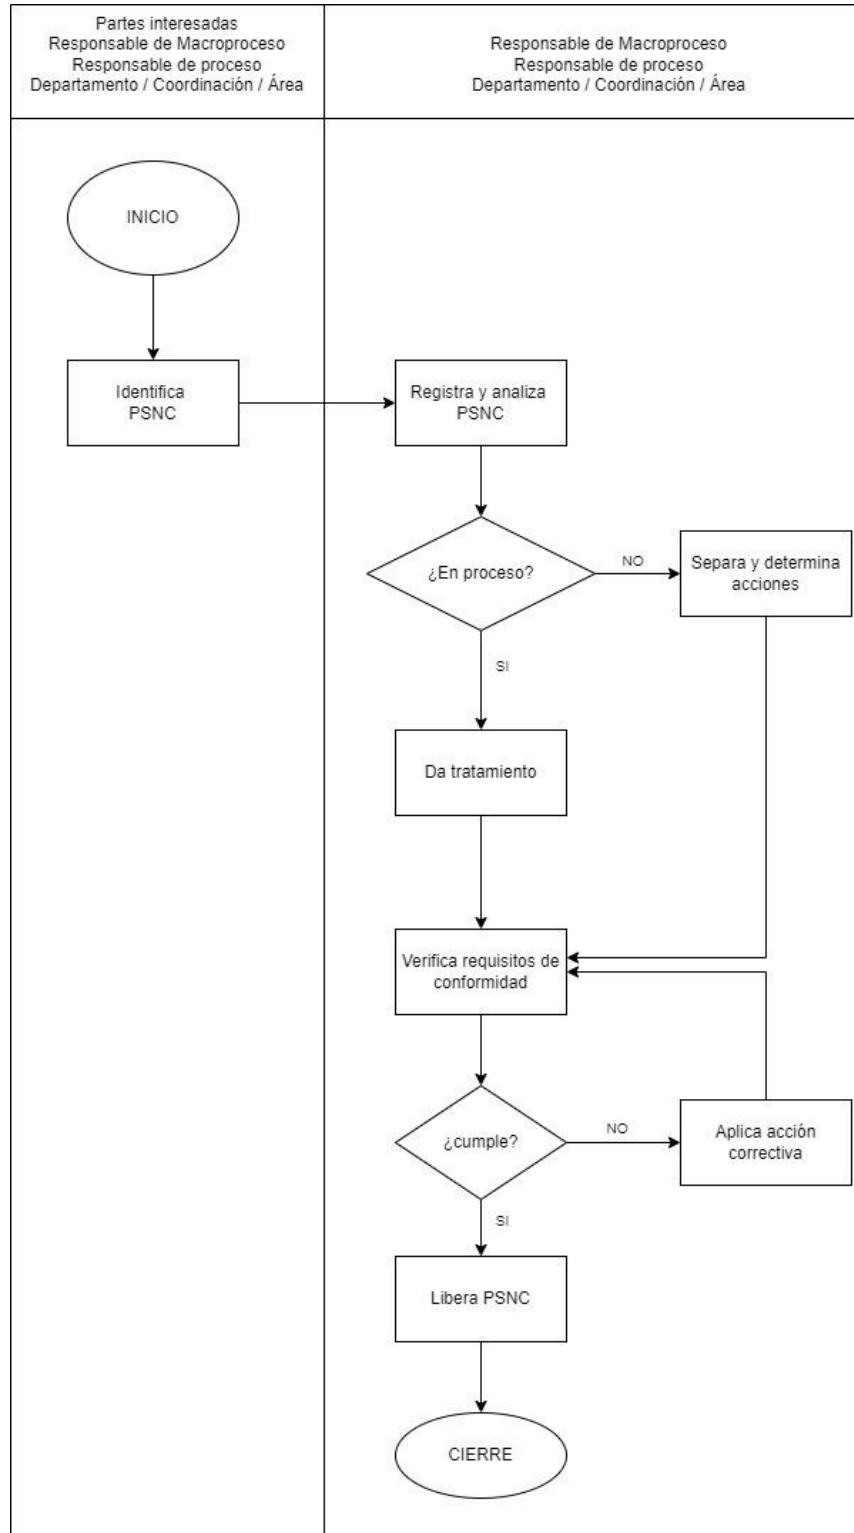 Partes interesadas
Responsable de Macroproceso
Responsable de proceso
Departamento / Coordinación / Área
Responsable de Macroproceso
Responsable de proceso
Departamento / Coordinación / Área
INICIO
Identifica
PSNC
Registra y analiza
PSNC
¿En proceso?
NO
Separa y determina
acciones
SI
Da tratamiento
Verifica requisitos de
conformidad
¿cumple?
NO
Aplica acción
correctiva
SI
Libera PSNC
CIERRE